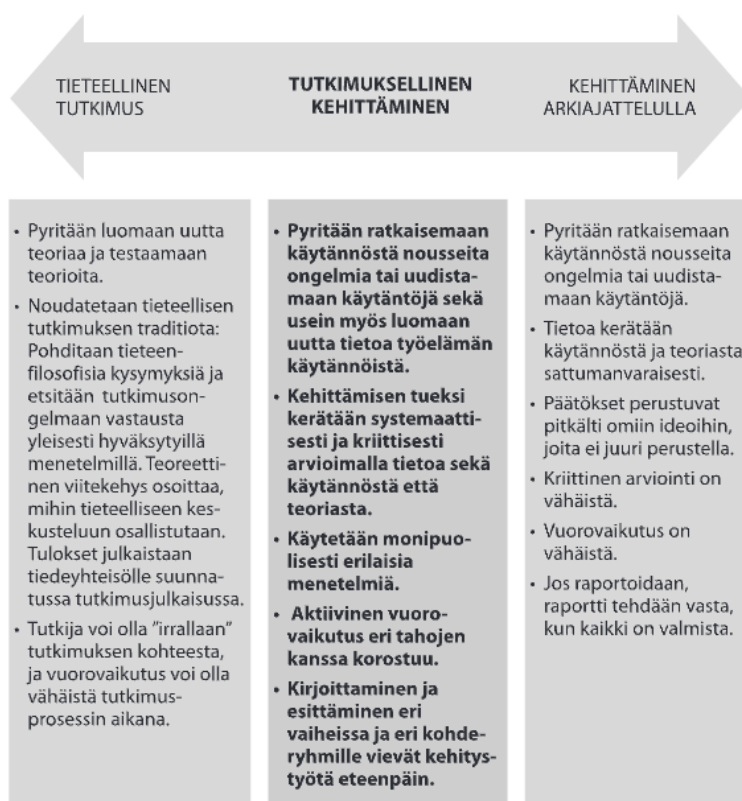 TIETEELLINEN
TUTKIMUS
TUTKIMUKSELLINEN
KEHITTÄMINEN
KEHITTÄMINEN
ARKIAJATTELULLA
• Pyritään luomaan uutta
teoriaa ja testaamaan
teorioita.
• Noudatetaan tieteellisen
tutkimuksen traditiota:
Pohditaan tieteen-
filosofisia kysymyksiä ja
etsitään tutkimuson-
gelmaan vastausta
yleisesti hyväksytyillä
menetelmillä. Teoreetti-
nen viitekehys osoittaa,
mihin tieteelliseen kes-
kusteluun osallistutaan.
Tulokset julkaistaan
tiedeyhteisölle suunna-
tussa tutkimusjulkaisussa.
• Tutkija voi olla "irrallaan"
tutkimuksen kohteesta,
ja vuorovaikutus voi olla
vähäistä tutkimus-
prosessin aikana.
• Pyritään ratkaisemaan
käytännöstä nousseita
ongelmia tai uudista-
maan käytäntöjä sekä
usein myös luomaan
uutta tietoa työelämän
käytännöistä.
• Kehittämisen tueksi
kerätään systemaatti-
sesti ja kriittisesti
arvioimalla tietoa sekä
käytännöstä että
teoriasta.
• Käytetään monipuo-
lisesti erilaisia
menetelmiä.
• Aktiivinen vuoro-
vaikutus eri tahojen
kanssa korostuu.
• Kirjoittaminen ja
esittäminen eri
vaiheissa ja eri kohde-
ryhmille vievät kehitys-
työtä eteenpäin.
• Pyritään ratkaisemaan
käytännöstä nousseita
ongelmia tai uudista-
maan käytäntöjä.
• Tietoa kerätään
käytännöstä ja teoriasta
sattumanvaraisesti.
• Päätökset perustuvat
pitkälti omiin ideoihin,
joita ei juuri perustella.
• Kriittinen arviointi on
vähäistä.
• Vuorovaikutus on
vähäistä.
• Jos raportoidaan,
raportti tehdään vasta,
kun kaikki on valmista.